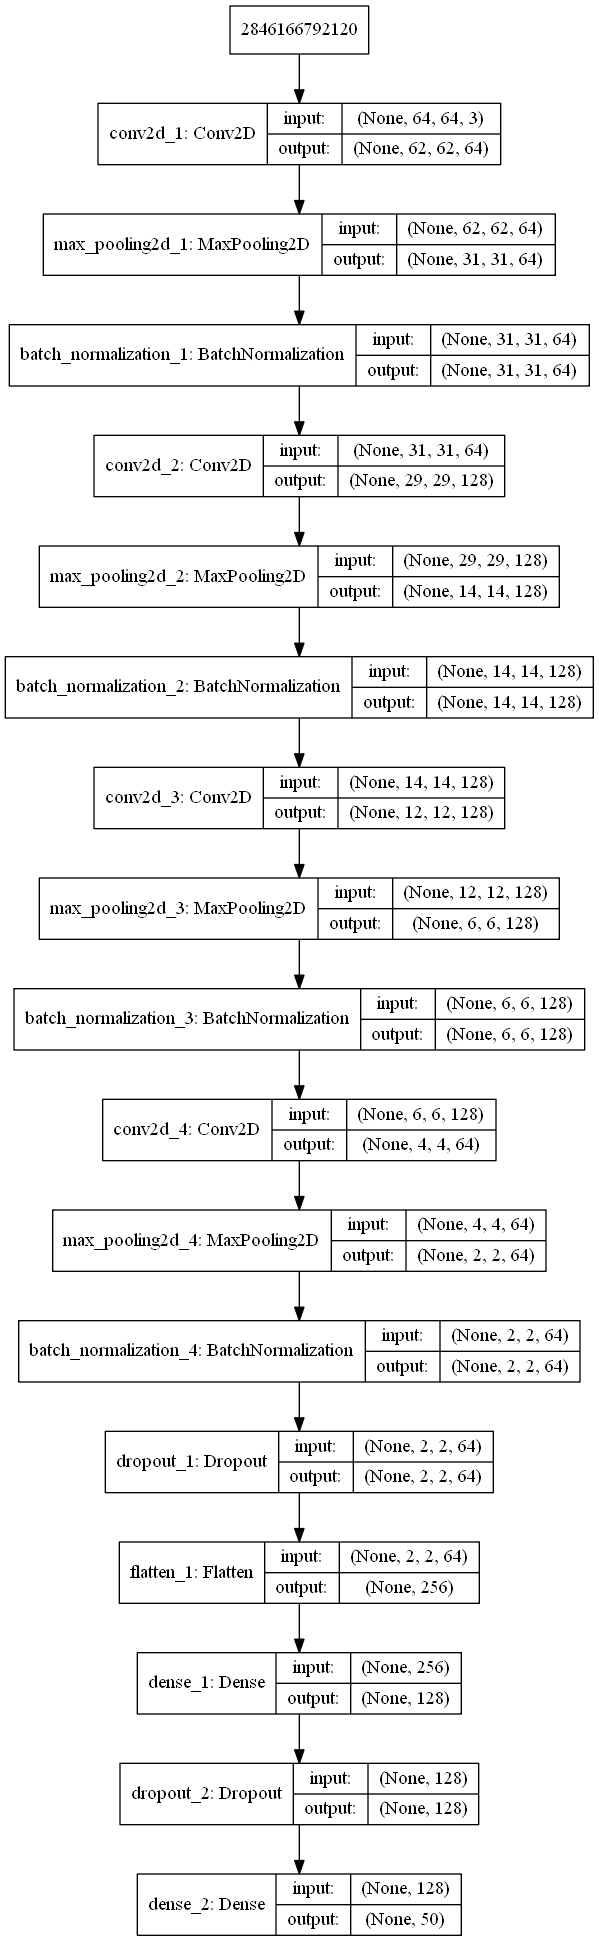 2846166792120
conv2d_1: Conv2D
input: (None, 64, 64, 3)
output: (None, 62, 62, 64)
max_pooling2d_1: MaxPooling2D
input: (None, 62, 62, 64)
output: (None, 31, 31, 64)
batch_normalization_1: BatchNormalization
input: (None, 31, 31, 64)
output: (None, 31, 31, 64)
conv2d_2: Conv2D
input: (None, 31, 31, 64)
output: (None, 29, 29, 128)
max_pooling2d_2: MaxPooling2D
input: (None, 29, 29, 128)
output: (None, 14, 14, 128)
batch_normalization_2: BatchNormalization
input: (None, 14, 14, 128)
output: (None, 14, 14, 128)
conv2d_3: Conv2D
input: (None, 14, 14, 128)
output: (None, 12, 12, 128)
max_pooling2d_3: MaxPooling2D
input: (None, 12, 12, 128)
output: (None, 6, 6, 128)
batch_normalization_3: BatchNormalization
input: (None, 6, 6, 128)
output: (None, 6, 6, 128)
conv2d_4: Conv2D
input: (None, 6, 6, 128)
output: (None, 4, 4, 64)
max_pooling2d_4: MaxPooling2D
input: (None, 4, 4, 64)
output: (None, 2, 2, 64)
batch_normalization_4: BatchNormalization
input: (None, 2, 2, 64)
output: (None, 2, 2, 64)
dropout_1: Dropout
input: (None, 2, 2, 64)
output: (None, 2, 2, 64)
flatten_1: Flatten
input: (None, 2, 2, 64)
output: (None, 256)
dense_1: Dense
input: (None, 256)
output: (None, 128)
dropout_2: Dropout
input: (None, 128)
output: (None, 128)
dense_2: Dense
input: (None, 128)
output: (None, 50)